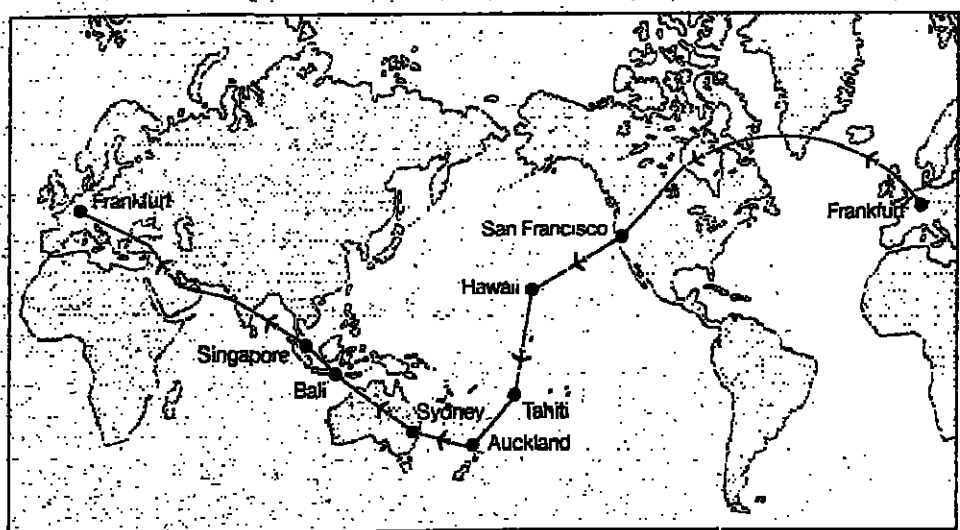 Frankfurt
Frankfurt
San Francisco
Hawaii
Singapore
Bali
Sydney
Tahiti
Auckland